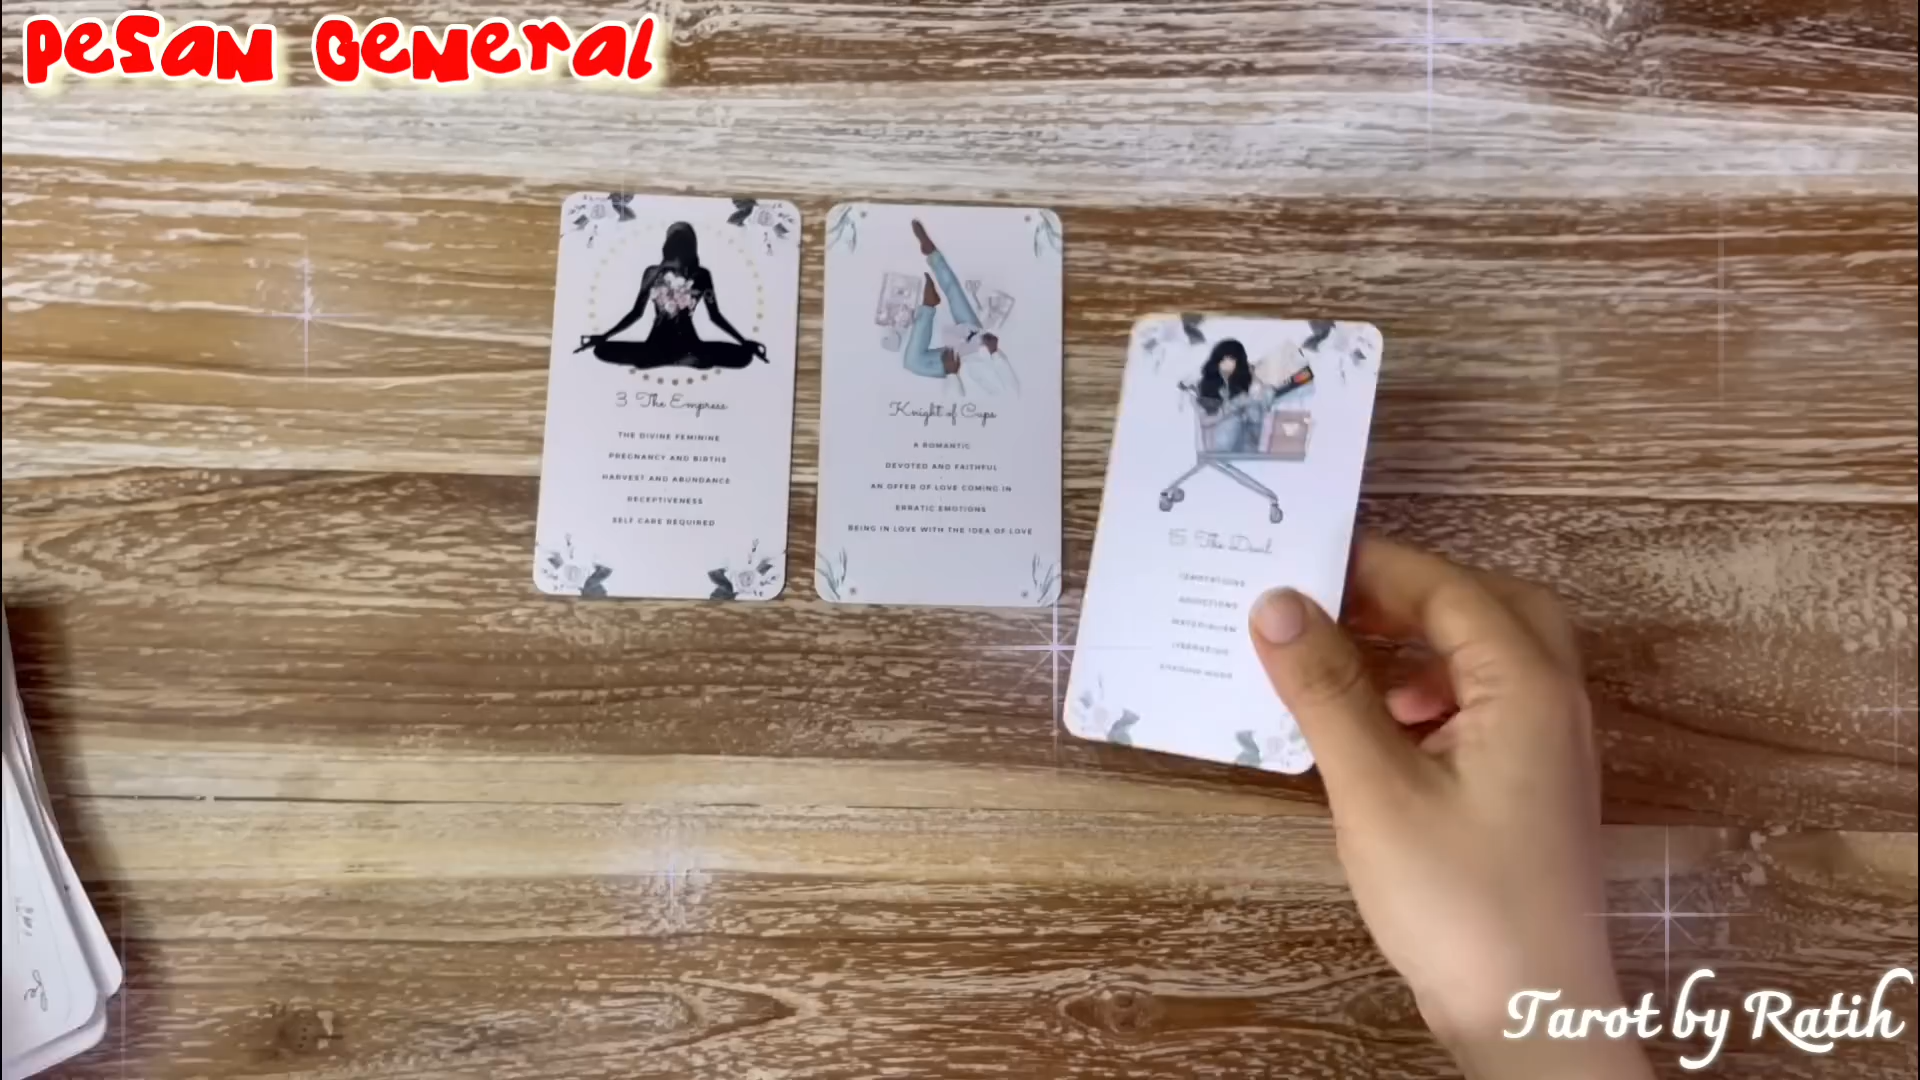 PESAN GENERAL
3 The Empress
THE DIVINE FEMININE
PREGNANCY AND BIRTHS
HARVEST AND ABUNDANCE
RECEPTIVENESS
SELF CARE REQUIRED
Knight of Cups
A ROMANTIC
DEVOTED AND FAITHFUL
AN OFFER OF LOVE COMING IN
ERRATIC EMOTIONS
BEING IN LOVE WITH THE IDEA OF LOVE
15 The Devil
TEMPTATIONS
ADDICTIONS
MATERIALISM
Tarot by Ratih